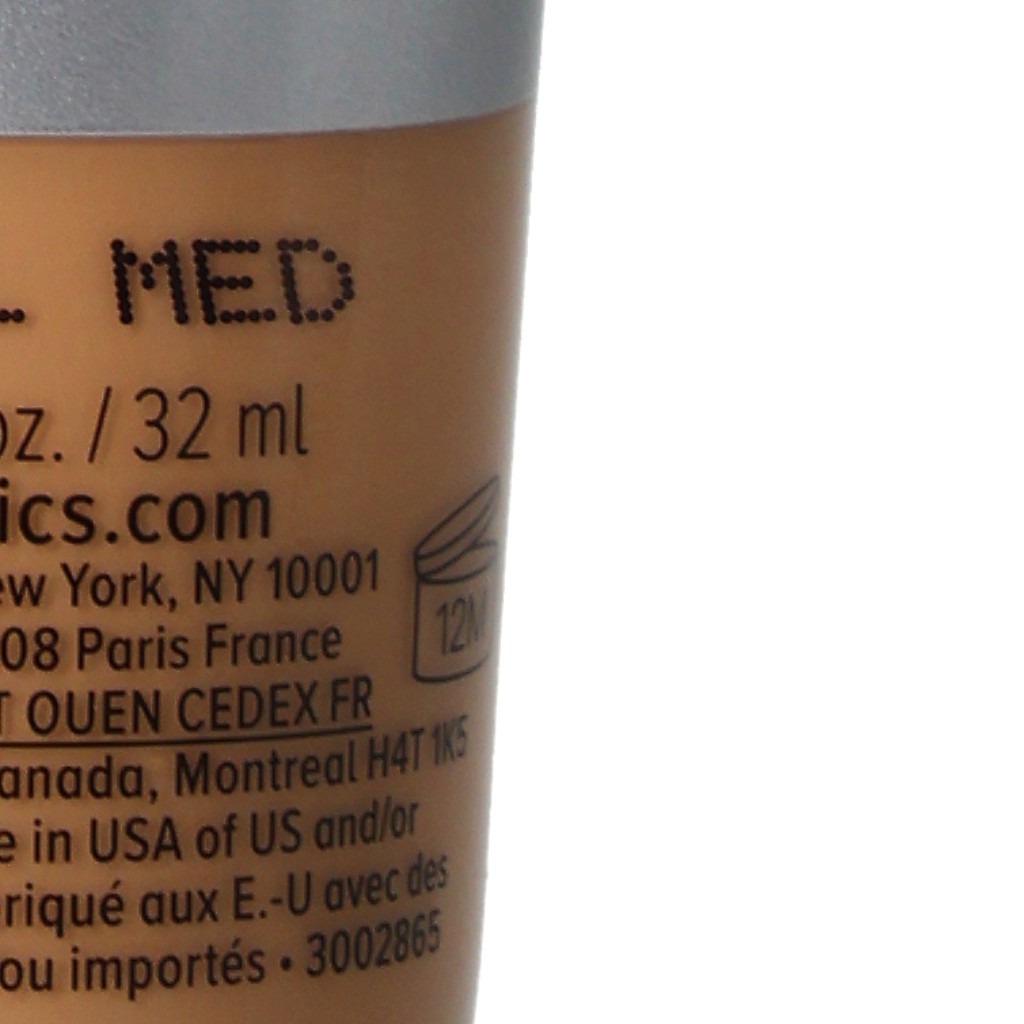 MED
oz. / 32 ml
ics.com
ew York, NY 10001
08 Paris France
12M
T OUEN CEDEX FR
anada, Montreal H4T 1K5
e in USA of US and/or
briqué aux E.-U avec des
ou importés • 3002865